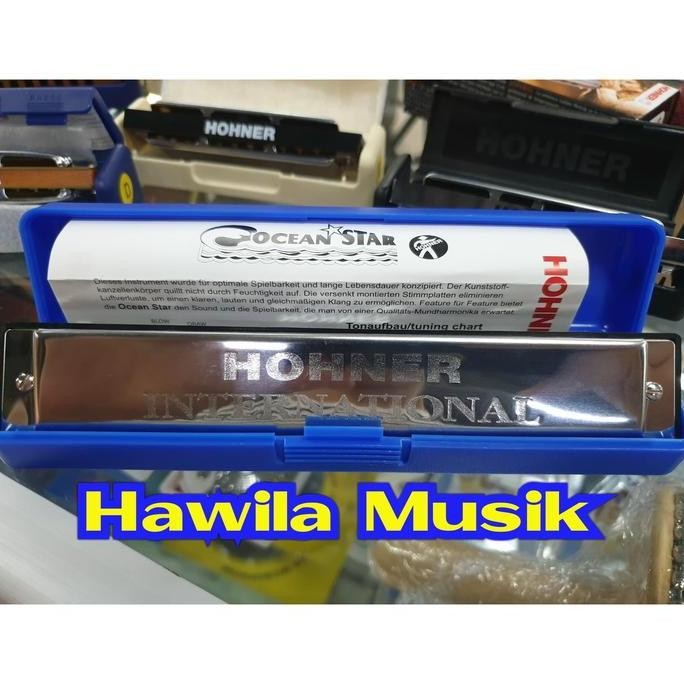 HOHNER
HOHNER
OCEAN STAR
HOHNER
Dieses Instrument wurde für optimale Spielbarkeit und lange Lebensdauer konzipiert. Der Kunststoff-
kanzellenkörper quillt nicht durch Feuchtigkeit auf. Die versenkt montierten Stimmplatten eliminieren
Luftverluste, um einen klaren, lauten und gleichmäßigen Klang zu ermöglichen. Feature for Feature bietet
die Ocean Star den Sound und die Spielbarkeit, die man von einer Qualitäts-Mundharmonika erwartet.
BLOW DRAW
Tonaufbau/tuning chart
HOHNER
INTERNATIONAL
Hawila Musik